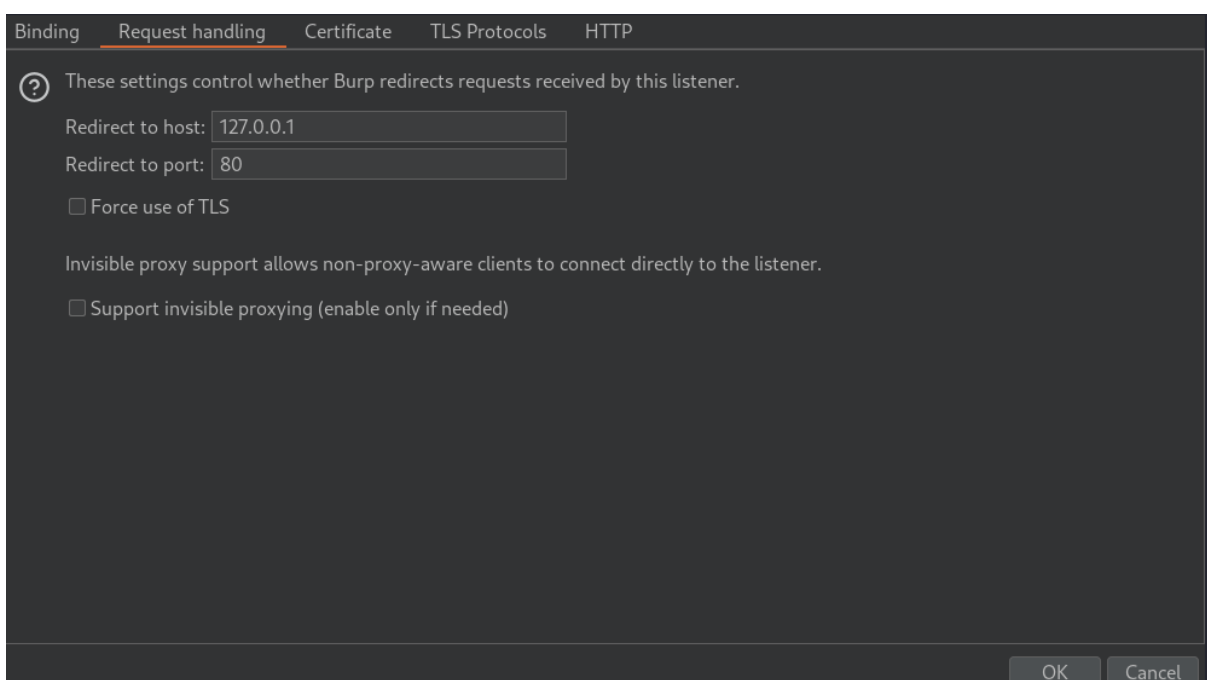 Binding Request handling Certificate TLS Protocols HTTP
? These settings control whether Burp redirects requests received by this listener.
Redirect to host: 127.0.0.1
Redirect to port: 80
Force use of TLS
Invisible proxy support allows non-proxy-aware clients to connect directly to the listener.
Support invisible proxying (enable only if needed)
OK Cancel